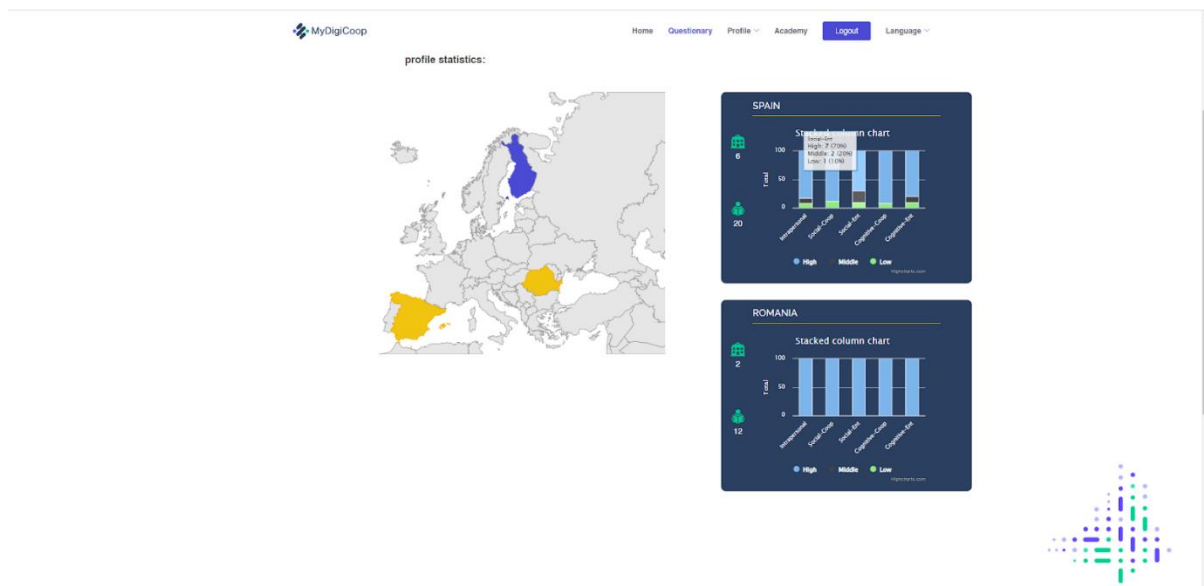 MyDigiCoop
Home Questionary Profile Academy Logout Language
profile statistics:
SPAIN
Stacked column chart
Social-Ent
High: 7 (70%)
Middle: 2 (20%)
Low: 1 (10%)
6
20
Total
100
50
0
Intrapersonal
Social-Coop
Social-Ent
Cognitive-Coop
Cognitive-Ent
High Middle Low
Highcharts.com
ROMANIA
Stacked column chart
2
12
Total
100
50
0
Intrapersonal
Social-Coop
Social-Ent
Cognitive-Coop
Cognitive-Ent
High Middle Low
Highcharts.com